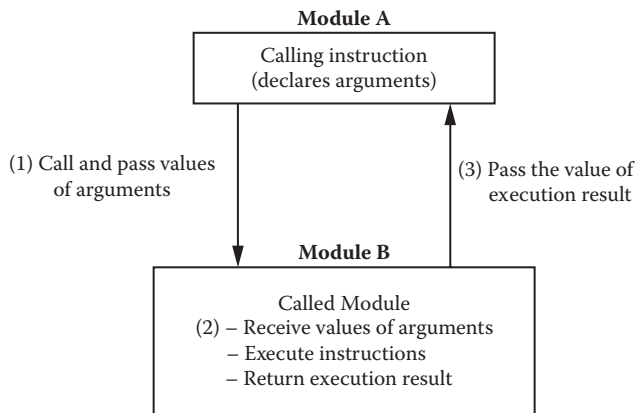 Module A
Calling instruction
(declares arguments)
(1) Call and pass values
of arguments
(3) Pass the value of
execution result
Module B
Called Module
(2) – Receive values of arguments
– Execute instructions
– Return execution result